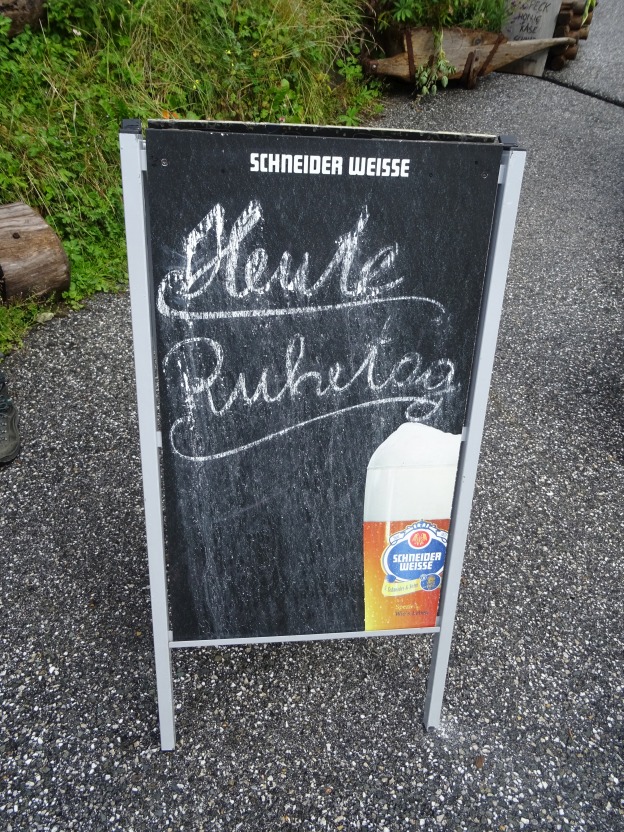 SCHNEIDER WEISSE
Heute
Ruhetag
SCHNEIDER
WEISSE